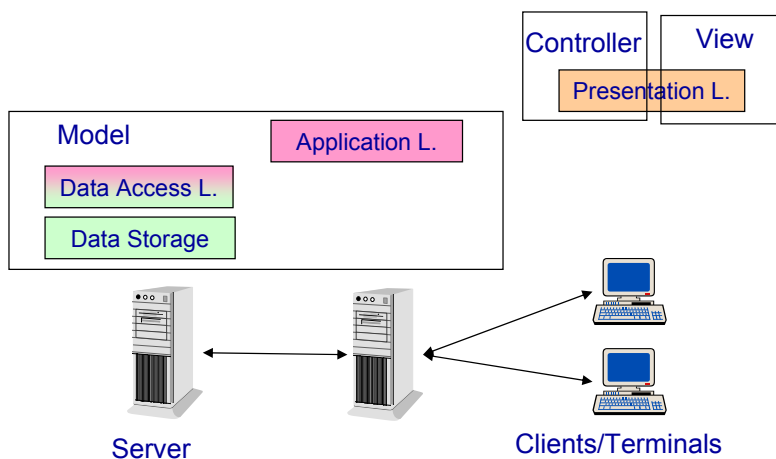 Controller
View
Presentation L.
Model
Application L.
Data Access L.
Data Storage
Server
Clients/Terminals